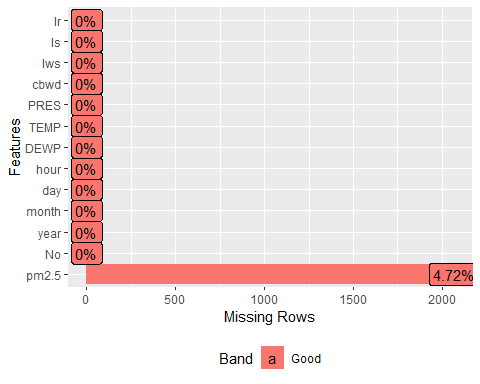 Features
Ir 0%
Is 0%
Iws 0%
cbwd 0%
PRES 0%
TEMP 0%
DEWP 0%
hour 0%
day 0%
month 0%
year 0%
No 0%
pm2.5 4.72%
0 500 1000 1500 2000
Missing Rows
Band a Good